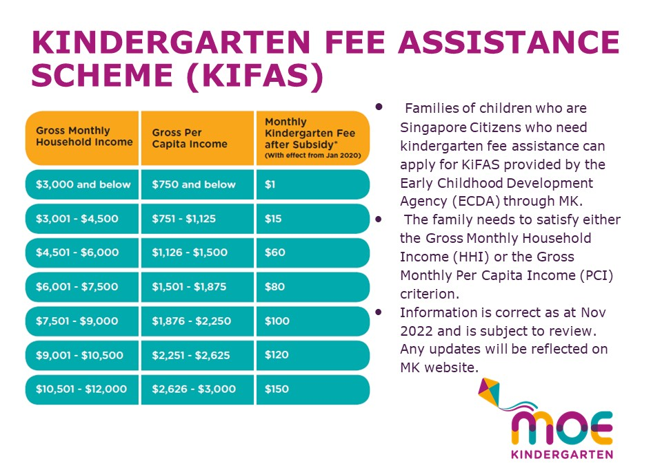 KINDERGARTEN FEE ASSISTANCE
SCHEME (KIFAS)
Gross Monthly
Household Income
Gross Per
Capita Income
Monthly
Kindergarten Fee
after Subsidy*
(With effect from Jan 2020)
$3,000 and below $750 and below $1
$3,001 - $4,500 $751 - $1,125 $15
$4,501 - $6,000 $1,126 - $1,500 $60
$6,001 - $7,500 $1,501 - $1,875 $80
$7,501 - $9,000 $1,876 - $2,250 $100
$9,001 - $10,500 $2,251 - $2,625 $120
$10,501 - $12,000 $2,626 - $3,000 $150
• Families of children who are
Singapore Citizens who need
kindergarten fee assistance can
apply for KiFAS provided by the
Early Childhood Development
Agency (ECDA) through MK.
• The family needs to satisfy either
the Gross Monthly Household
Income (HHI) or the Gross
Monthly Per Capita Income (PCI)
criterion.
• Information is correct as at Nov
2022 and is subject to review.
Any updates will be reflected on
MK website.
moe
KINDERGARTEN